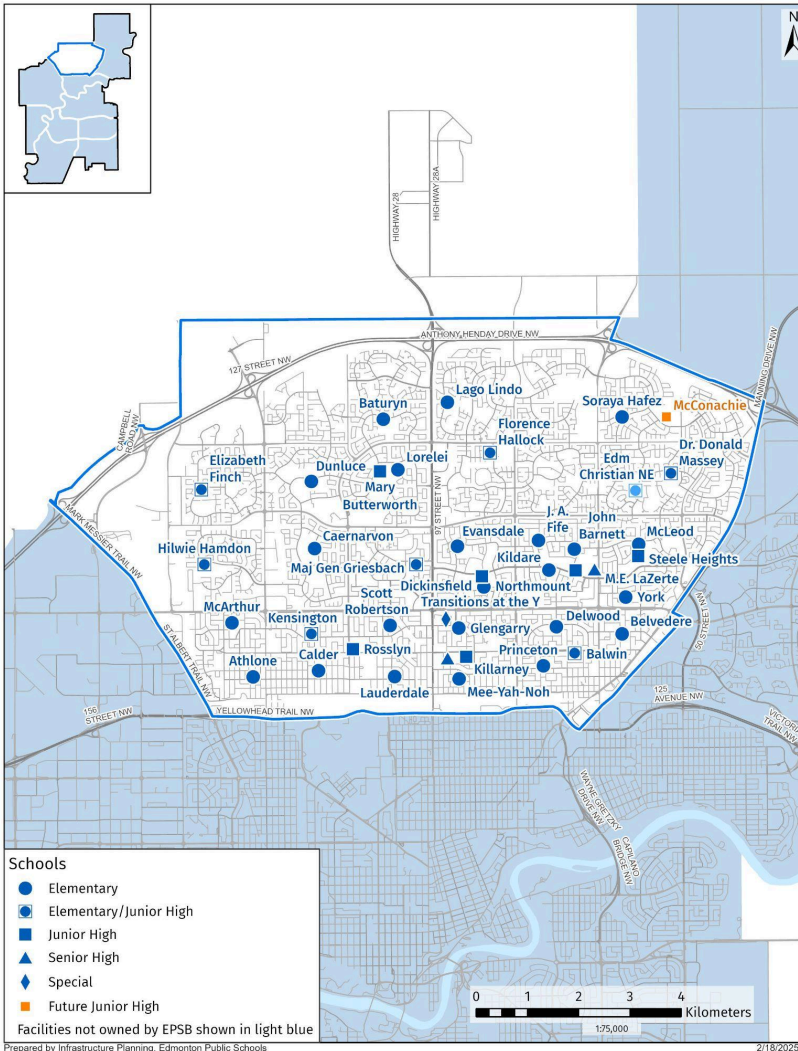 N
HIGHWAY 28
HIGHWAY 28A
ANTHONY HENDAY DRIVE NW
127 STREET NW
MANNING DRIVE NW
CAMPBELL
ROAD NW
MARK MESSIER TRAIL NW
97 STREET NW
Lago Lindo
Baturyn
Soraya Hafez
McConachie
Florence
Hallock
Edm
Christian NE
Dr. Donald
Massey
Elizabeth
Finch
Dunluce
Lorelei
Mary
Butterworth
Caernarvon
Evansdale
J. A.
Fife
John
Barnett
McLeod
Hilwie Hamdon
Maj Gen Griesbach
Kildare
Steele Heights
M.E. LaZerte
Dickinsfield
Northmount
Transitions at the Y
York
McArthur
Kensington
Scott
Robertson
Glengarry
Delwood
Belvedere
50 STREET NW
ST ALBERT TRAIL NW
Athlone
Calder
Rosslyn
Killarney
Princeton
Balwin
Lauderdale
Mee-Yah-Noh
156
STREET NW
YELLOWHEAD TRAIL NW
125
AVENUE NW
VICTORIA
TRAIL NW
WAYNE GRETZKY
DRIVE NW
CAPILANO
BRIDGE NW
Schools
Elementary
Elementary/Junior High
Junior High
Senior High
Special
Future Junior High
Facilities not owned by EPSB shown in light blue
0 1 2 3 4
Kilometers
1:75,000
Prepared by Infrastructure Planning, Edmonton Public Schools
2/18/2025